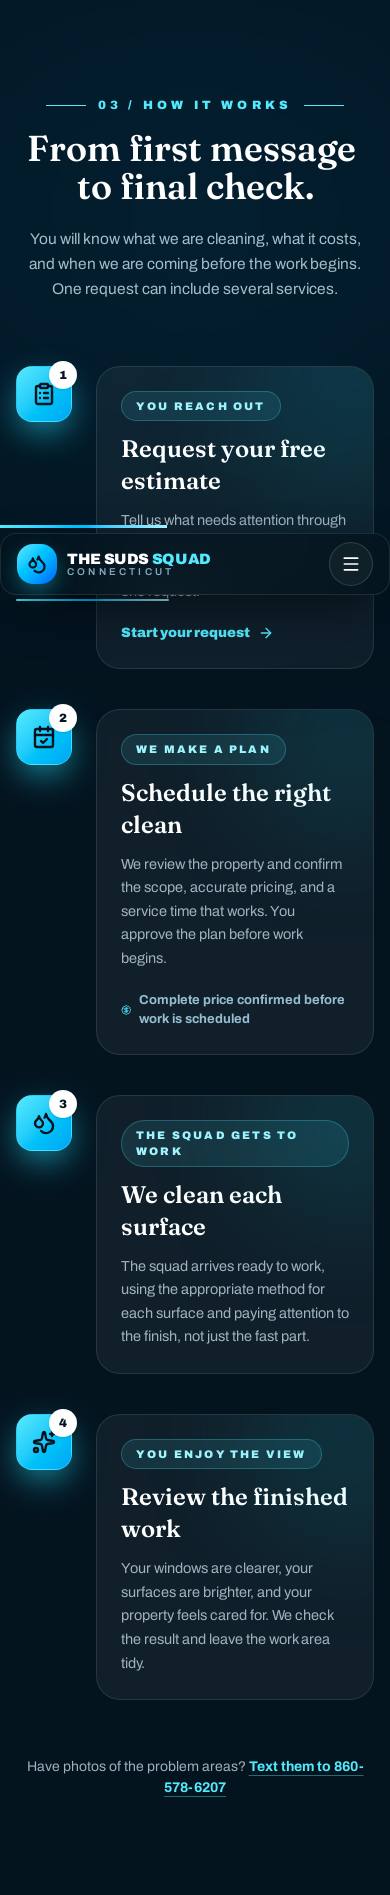 03 / HOW IT WORKS
From first message
to final check.
You will know what we are cleaning, what it costs,
and when we are coming before the work begins.
One request can include several services.
1
YOU REACH OUT
Request your free
estimate
Tell us what needs attention through
THE SUDS SQUAD
CONNECTICUT
request.
Start your request
2
WE MAKE A PLAN
Schedule the right
clean
We review the property and confirm
the scope, accurate pricing, and a
service time that works. You
approve the plan before work
begins.
Complete price confirmed before
work is scheduled
3
THE SQUAD GETS TO
WORK
We clean each
surface
The squad arrives ready to work,
using the appropriate method for
each surface and paying attention to
the finish, not just the fast part.
4
YOU ENJOY THE VIEW
Review the finished
work
Your windows are clearer, your
surfaces are brighter, and your
property feels cared for. We check
the result and leave the work area
tidy.
Have photos of the problem areas? Text them to 860-
578-6207